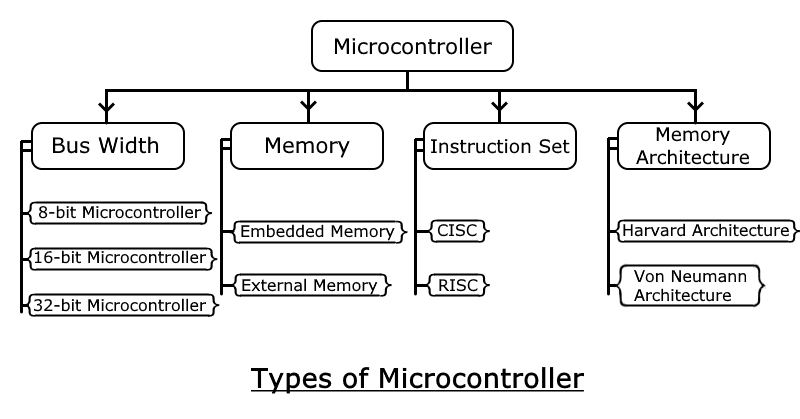 Microcontroller
Bus Width
Memory
Instruction Set
Memory
Architecture
8-bit Microcontroller
16-bit Microcontroller
32-bit Microcontroller
Embedded Memory
External Memory
CISC
RISC
Harvard Architecture
Von Neumann
Architecture
Types of Microcontroller